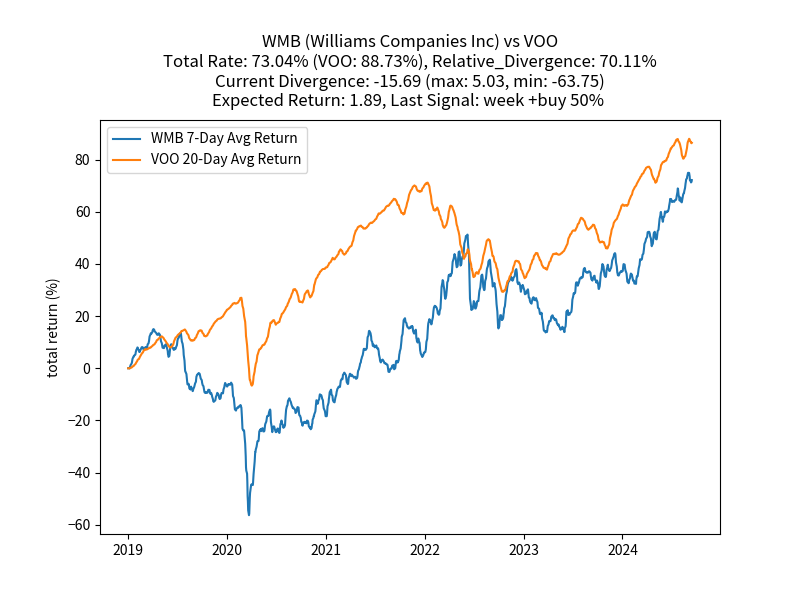 WMB (Williams Companies Inc) vs VOO
Total Rate: 73.04% (VOO: 88.73%), Relative_Divergence: 70.11%
Current Divergence: -15.69 (max: 5.03, min: -63.75)
Expected Return: 1.89, Last Signal: week +buy 50%
WMB 7-Day Avg Return
VOO 20-Day Avg Return
total return (%)
80
60
40
20
0
−20
−40
−60
2019 2020 2021 2022 2023 2024